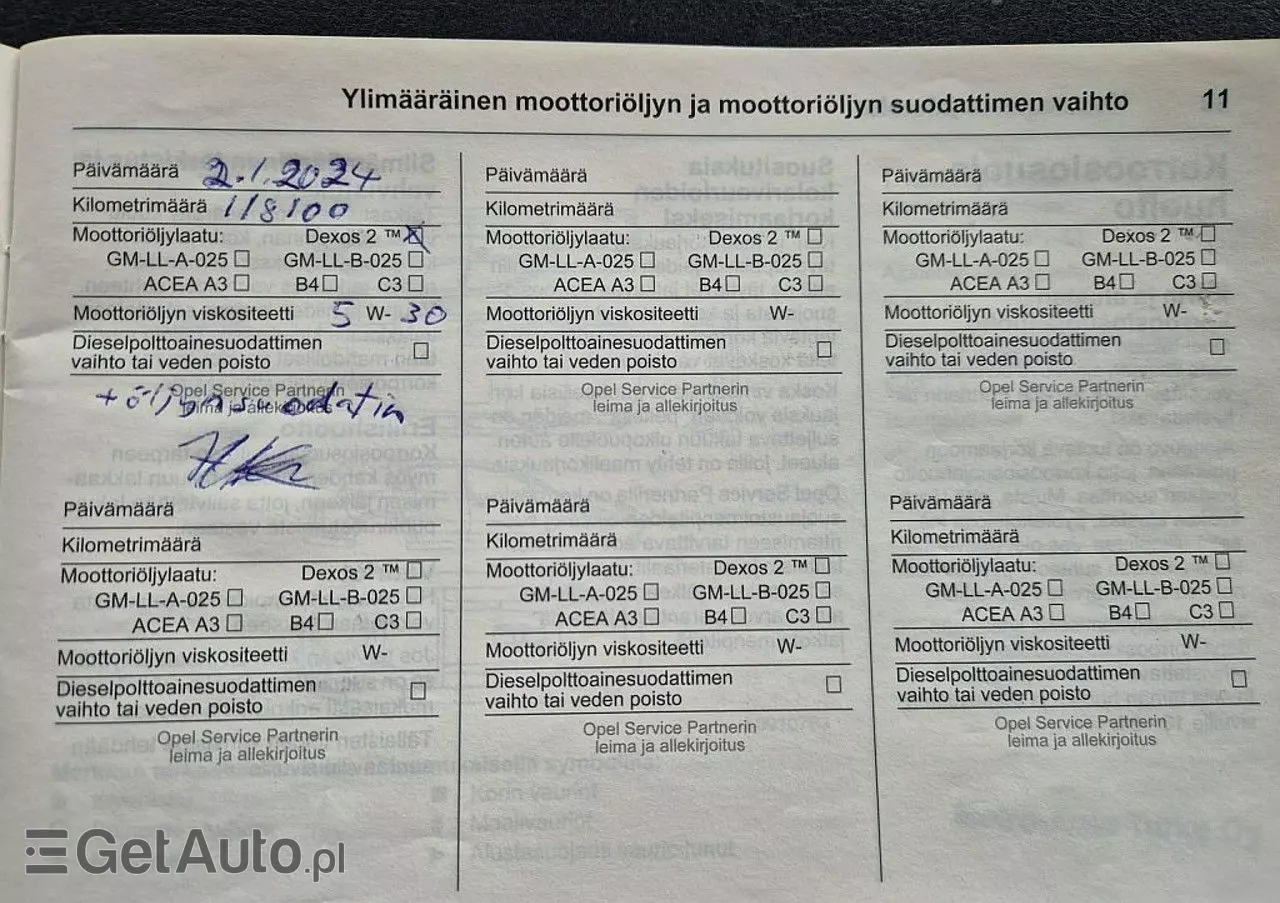 Ylimääräinen moottoriöljyn ja moottoriöljyn suodattimen vaihto 11
Päivämäärä 2.1.2024
Kilometrimäärä 118100
Moottoriöljylaatu: Dexos 2 ™ ☒
GM-LL-A-025 ☐ GM-LL-B-025 ☐
ACEA A3 ☐ B4 ☐ C3 ☐
Moottoriöljyn viskositeetti 5 W- 30
Dieselpolttoainesuodattimen
vaihto tai veden poisto ☐
Opel Service Partnerin
leima ja allekirjoitus
+ öljynsuodatin
Päivämäärä
Kilometrimäärä
Moottoriöljylaatu: Dexos 2 ™ ☐
GM-LL-A-025 ☐ GM-LL-B-025 ☐
ACEA A3 ☐ B4 ☐ C3 ☐
Moottoriöljyn viskositeetti W-
Dieselpolttoainesuodattimen
vaihto tai veden poisto ☐
Opel Service Partnerin
leima ja allekirjoitus
Päivämäärä
Kilometrimäärä
Moottoriöljylaatu: Dexos 2 ™ ☐
GM-LL-A-025 ☐ GM-LL-B-025 ☐
ACEA A3 ☐ B4 ☐ C3 ☐
Moottoriöljyn viskositeetti W-
Dieselpolttoainesuodattimen
vaihto tai veden poisto ☐
Opel Service Partnerin
leima ja allekirjoitus
Päivämäärä
Kilometrimäärä
Moottoriöljylaatu: Dexos 2 ™ ☐
GM-LL-A-025 ☐ GM-LL-B-025 ☐
ACEA A3 ☐ B4 ☐ C3 ☐
Moottoriöljyn viskositeetti W-
Dieselpolttoainesuodattimen
vaihto tai veden poisto ☐
Opel Service Partnerin
leima ja allekirjoitus
Päivämäärä
Kilometrimäärä
Moottoriöljylaatu: Dexos 2 ™ ☐
GM-LL-A-025 ☐ GM-LL-B-025 ☐
ACEA A3 ☐ B4 ☐ C3 ☐
Moottoriöljyn viskositeetti W-
Dieselpolttoainesuodattimen
vaihto tai veden poisto ☐
Opel Service Partnerin
leima ja allekirjoitus
Päivämäärä
Kilometrimäärä
Moottoriöljylaatu: Dexos 2 ™ ☐
GM-LL-A-025 ☐ GM-LL-B-025 ☐
ACEA A3 ☐ B4 ☐ C3 ☐
Moottoriöljyn viskositeetti W-
Dieselpolttoainesuodattimen
vaihto tai veden poisto ☐
Opel Service Partnerin
leima ja allekirjoitus
GetAuto.pl